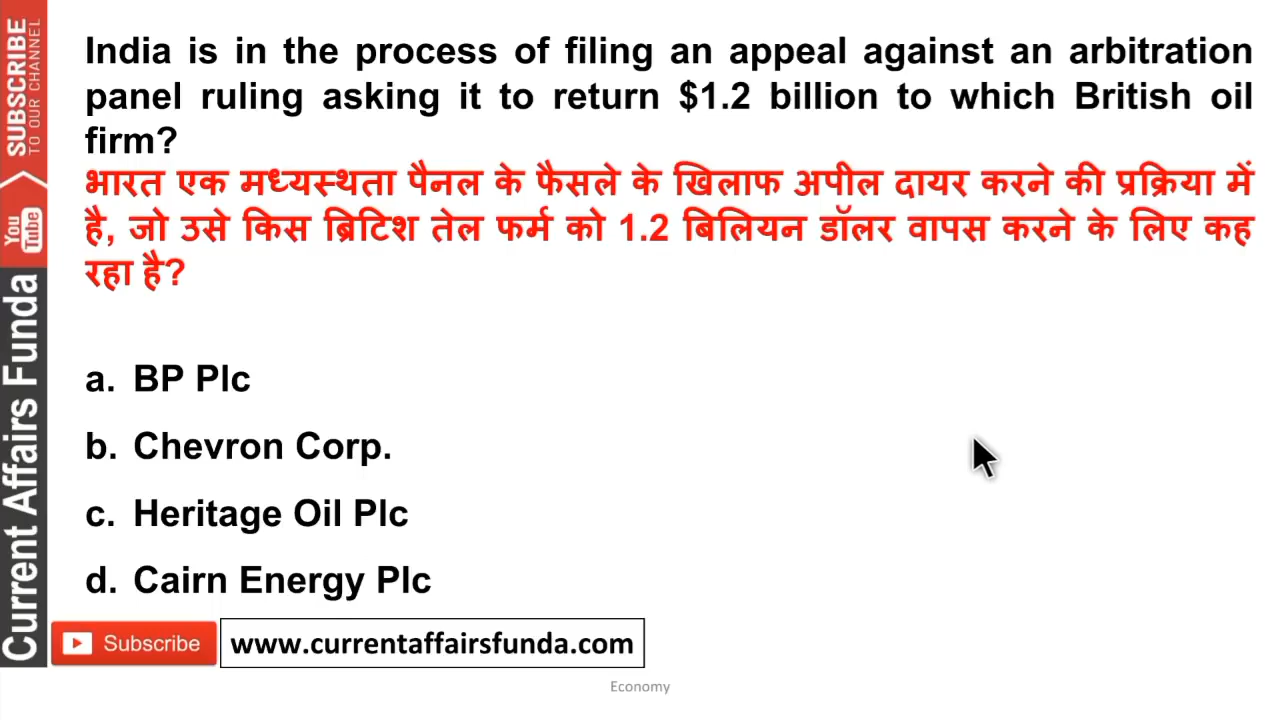 India is in the process of filing an appeal against an arbitration
panel ruling asking it to return $1.2 billion to which British oil
firm?
भारत एक मध्यस्थता पैनल के फैसले के खिलाफ अपील दायर करने की प्रक्रिया में
है, जो उसे किस ब्रिटिश तेल फर्म को 1.2 बिलियन डॉलर वापस करने के लिए कह
रहा है?
a. BP Plc
b. Chevron Corp.
c. Heritage Oil Plc
d. Cairn Energy Plc
Subscribe
www.currentaffairsfunda.com
Economy
SUBSCRIBE
TO OUR CHANNEL
You
Tube
Current Affairs Funda